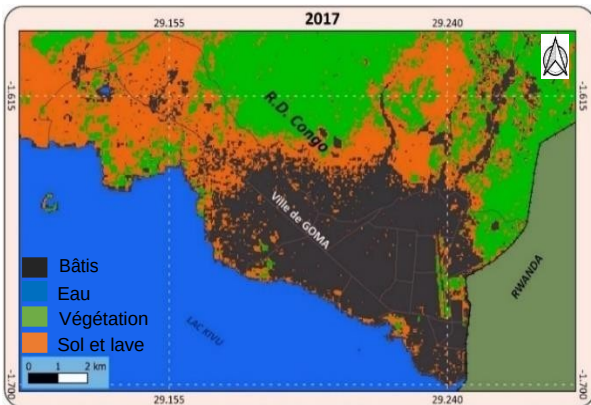 2017
29.155
29.240
-1.615
-1.615
R.D. Congo
Ville de GOMA
RWANDA
LAC KIVU
Bâtis
Eau
Végétation
Sol et lave
0 1 2 km
-1.700
-1.700
29.155
29.240